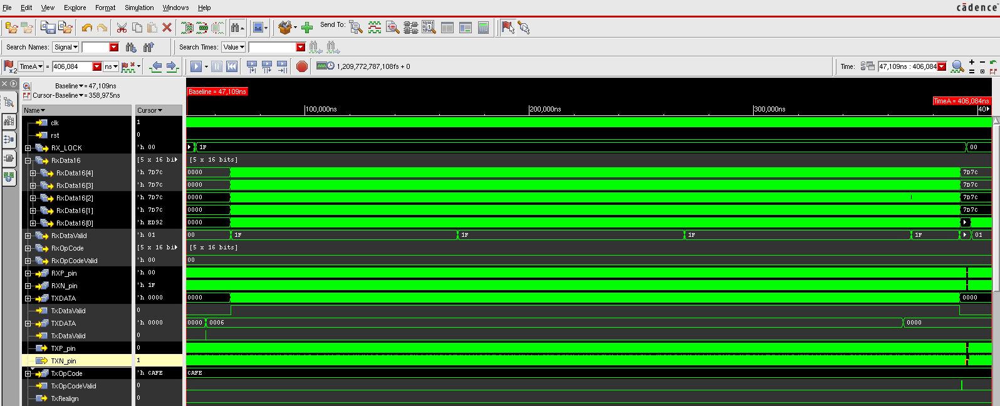 File Edit View Explore Format Simulation Windows Help
cādence
Send To:
Search Names: Signal Search Times: Value
x2 TimeA = 406,084 ns 1,209,772,787,108fs + 0 Time: 47,109ns : 406,084
Baseline = 47,109ns
Cursor-Baseline = 358,975ns
Baseline = 47,109ns
TimeA = 406,084ns
Name Cursor 100,000ns 200,000ns 300,000ns 40
clk 1
rst 0
RX_LOCK 'h 00 1F 00
RxData16 [5 x 16 bi [5 x 16 bits]
RxData16[4] 'h 7D7C 0000 7D7C
RxData16[3] 'h 7D7C 0000 7D7C
RxData16[2] 'h 7D7C 0000 7D7C
RxData16[1] 'h 7D7C 0000 7D7C
RxData16[0] 'h ED92 0000
RxDataValid 'h 01 00 1F 1F 1F 1F 01
RxOpCode [5 x 16 bi [5 x 16 bits]
RxOpCodeValid 'h 00 00
RXP_pin 'h 00
RXN_pin 'h 1F
TXDATA 'h 0000 0000 0000
TxDataValid 0
TXDATA 'h 0000 0000 0006 0000
TxDataValid 0
TXP_pin 0
TXN_pin 1
TxOpCode 'h CAFE CAFE
TxOpCodeValid 0
TxRealign 0